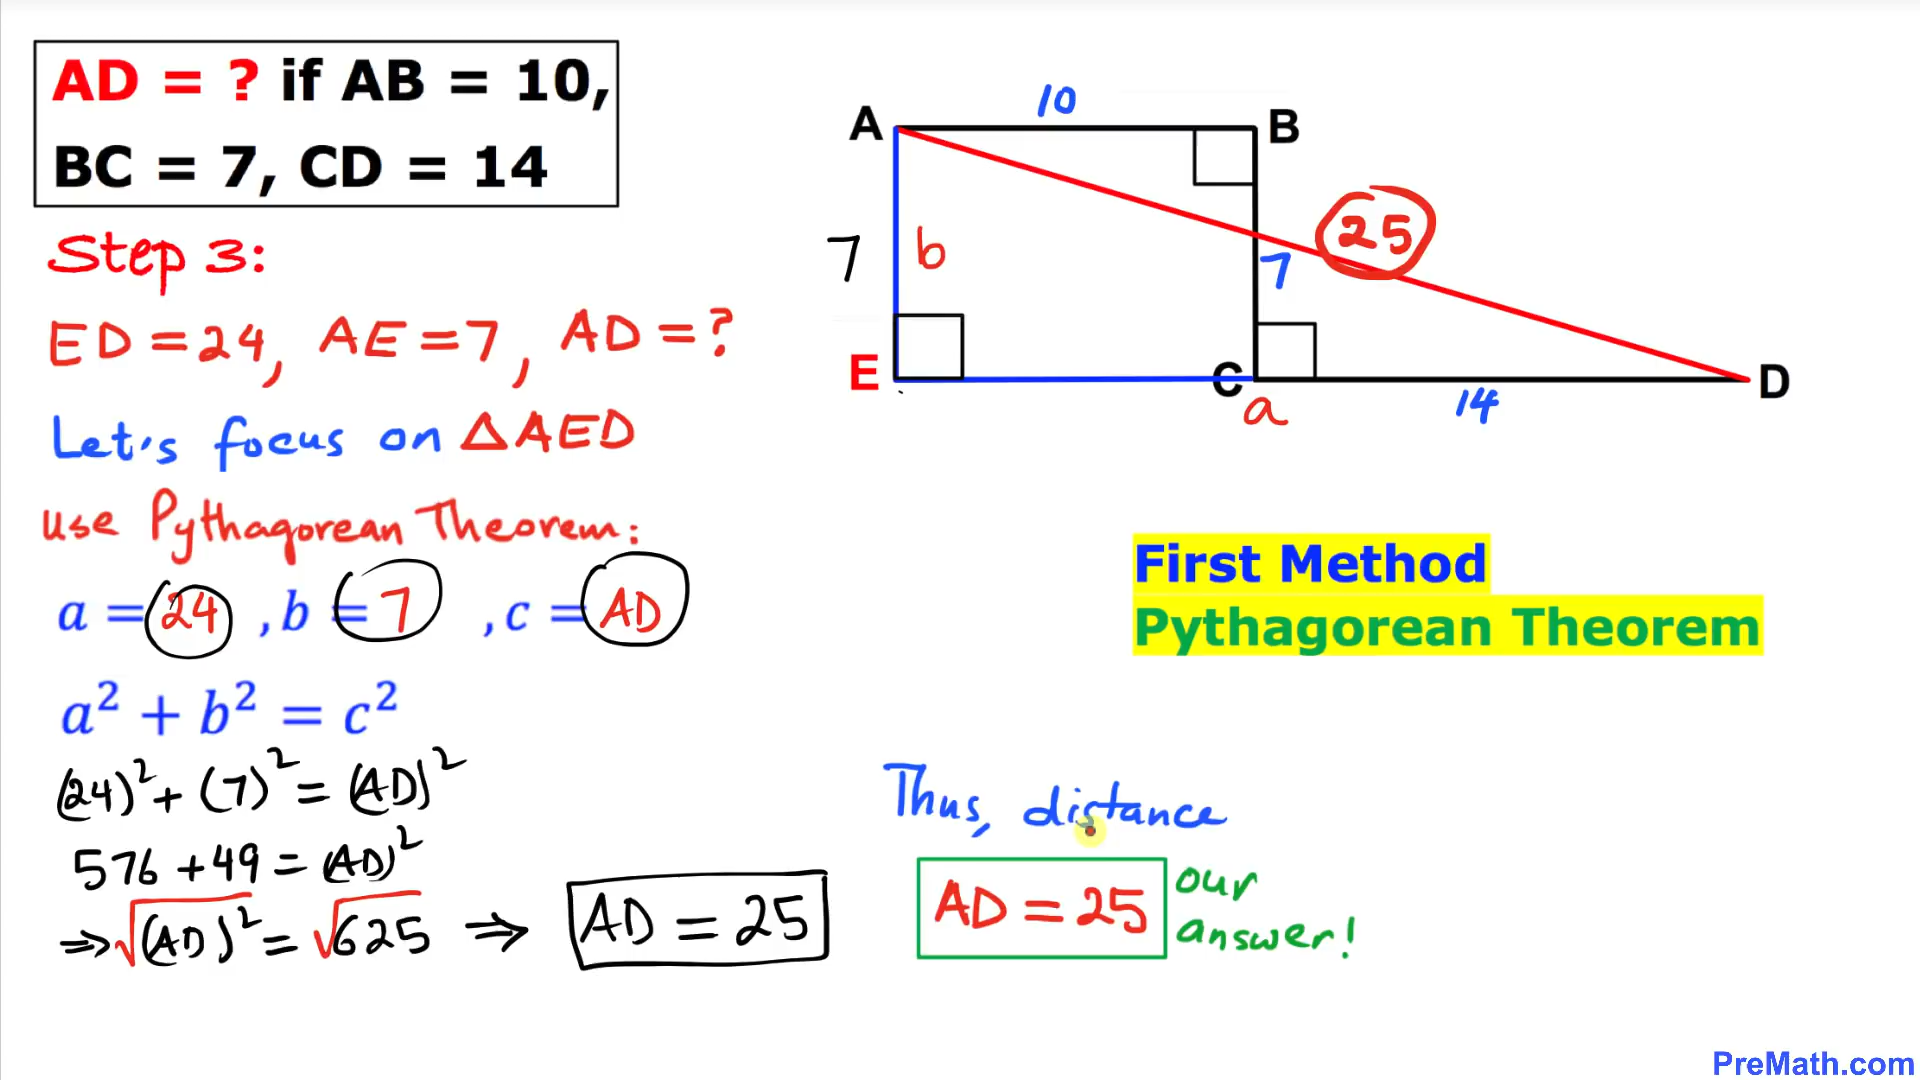 AD = ? if AB = 10,
BC = 7, CD = 14
Step 3:
ED = 24, AE = 7, AD = ?
Let's focus on △AED
use Pythagorean Theorem:
a = 24 , b = 7 , c = AD
a² + b² = c²
(24)² + (7)² = (AD)²
576 + 49 = (AD)²
⇒ √(AD)² = √625 ⇒ AD = 25
10
A
B
7
b
25
7
E
C
D
a
14
First Method
Pythagorean Theorem
Thus, distance
AD = 25
our
answer!
PreMath.com